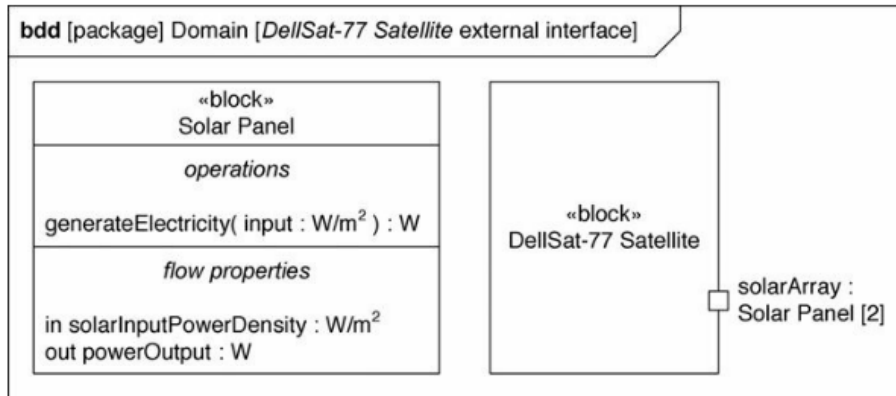 bdd [package] Domain [DellSat-77 Satellite external interface]
«block»
Solar Panel
operations
generateElectricity( input : W/m² ) : W
flow properties
in solarInputPowerDensity : W/m²
out powerOutput : W
«block»
DellSat-77 Satellite
solarArray :
Solar Panel [2]